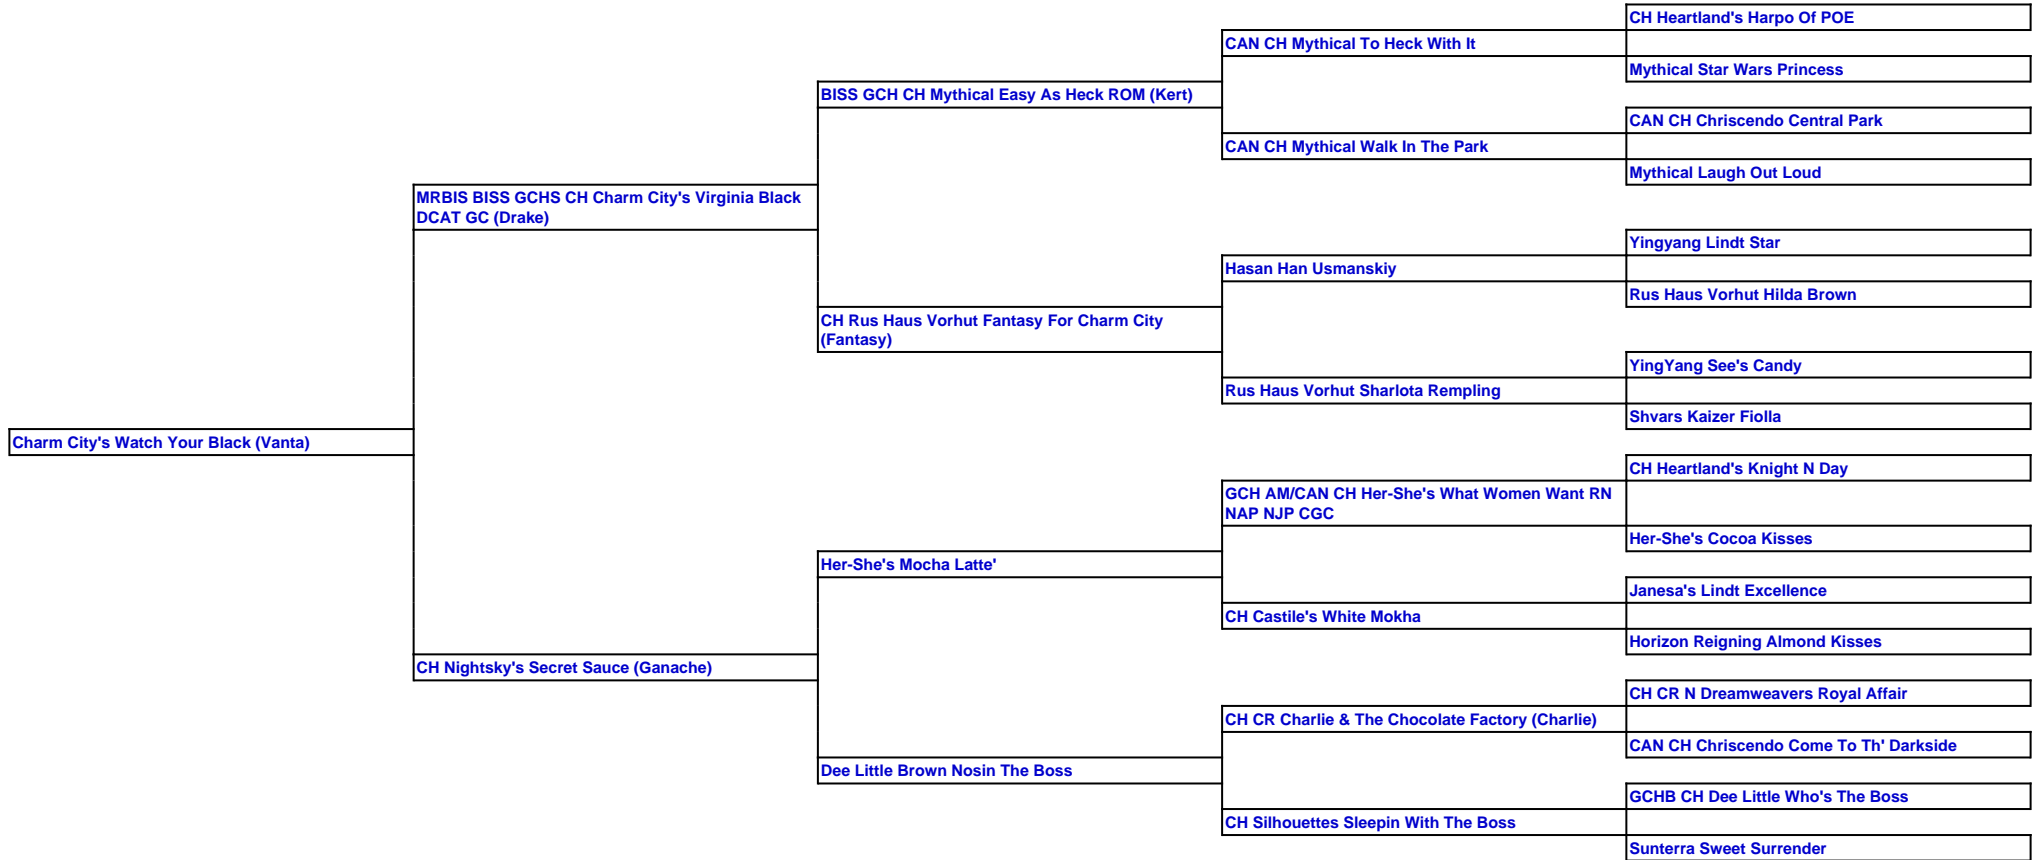 CH Heartland's Harpo Of POE
CAN CH Mythical To Heck With It
Mythical Star Wars Princess
BISS GCH CH Mythical Easy As Heck ROM (Kert)
CAN CH Chriscendo Central Park
CAN CH Mythical Walk In The Park
Mythical Laugh Out Loud
MRBIS BISS GCHS CH Charm City's Virginia Black
DCAT GC (Drake)
Yingyang Lindt Star
Hasan Han Usmanskiy
Rus Haus Vorhut Hilda Brown
CH Rus Haus Vorhut Fantasy For Charm City
(Fantasy)
YingYang See's Candy
Rus Haus Vorhut Sharlota Rempling
Shvars Kaizer Fiolla
Charm City's Watch Your Black (Vanta)
CH Heartland's Knight N Day
GCH AM/CAN CH Her-She's What Women Want RN
NAP NJP CGC
Her-She's Cocoa Kisses
Her-She's Mocha Latte'
Janesa's Lindt Excellence
CH Castile's White Mokha
Horizon Reigning Almond Kisses
CH Nightsky's Secret Sauce (Ganache)
CH CR N Dreamweavers Royal Affair
CH CR Charlie & The Chocolate Factory (Charlie)
CAN CH Chriscendo Come To Th' Darkside
Dee Little Brown Nosin The Boss
GCHB CH Dee Little Who's The Boss
CH Silhouettes Sleepin With The Boss
Sunterra Sweet Surrender